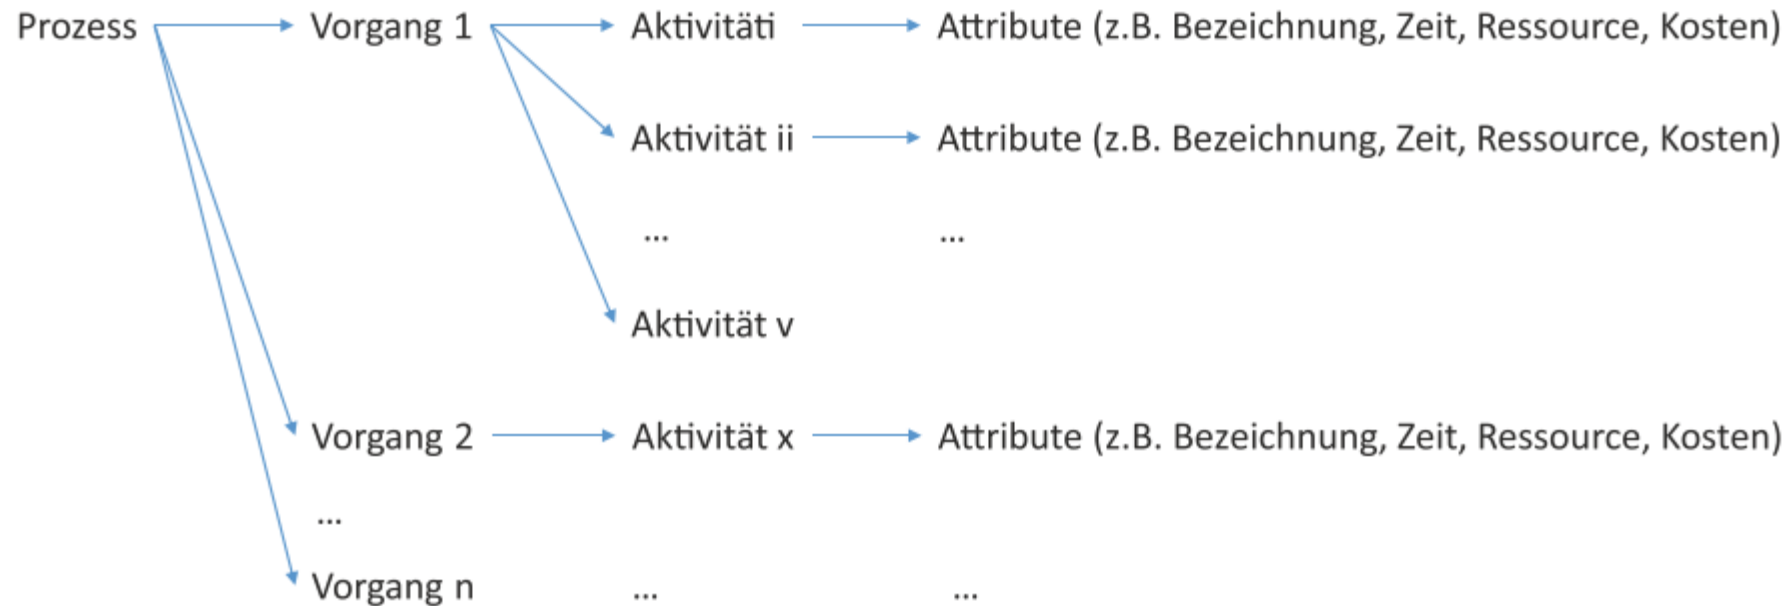 Prozess Vorgang 1 Aktivitäti Attribute (z.B. Bezeichnung, Zeit, Ressource, Kosten)
Aktivität ii Attribute (z.B. Bezeichnung, Zeit, Ressource, Kosten)
... ...
Aktivität v
Vorgang 2 Aktivität x Attribute (z.B. Bezeichnung, Zeit, Ressource, Kosten)
...
Vorgang n ... ...